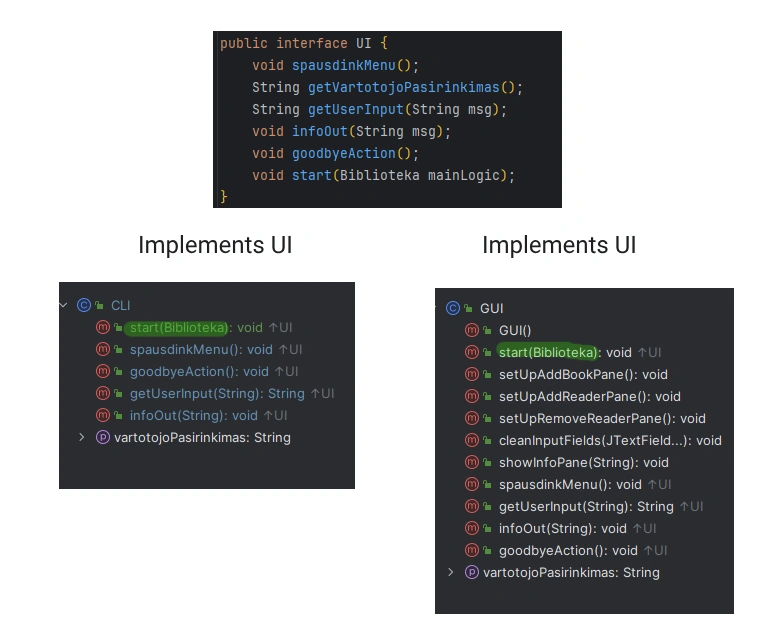 public interface UI {
void spausdinkMenu();
String getVartotojoPasirinkimas();
String getUserInput(String msg);
void infoOut(String msg);
void goodbyeAction();
void start(Biblioteka mainLogic);
}
Implements UI
CLI
start(Biblioteka): void ↑UI
spausdinkMenu(): void ↑UI
goodbyeAction(): void ↑UI
getUserInput(String): String ↑UI
infoOut(String): void ↑UI
vartotojoPasirinkimas: String
Implements UI
GUI
GUI()
start(Biblioteka): void ↑UI
setUpAddBookPane(): void
setUpAddReaderPane(): void
setUpRemoveReaderPane(): void
cleanInputFields(JTextField...): void
showInfoPane(String): void
spausdinkMenu(): void ↑UI
getUserInput(String): String ↑UI
infoOut(String): void ↑UI
goodbyeAction(): void ↑UI
vartotojoPasirinkimas: String